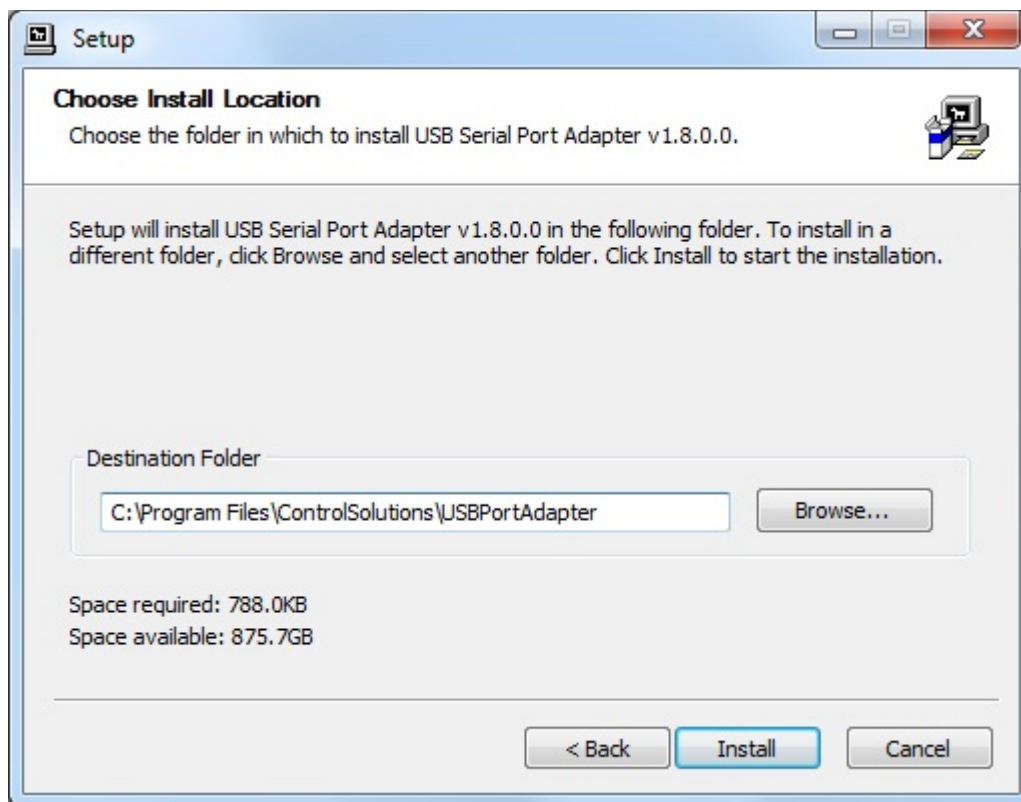 Setup
Choose Install Location
Choose the folder in which to install USB Serial Port Adapter v1.8.0.0.
Setup will install USB Serial Port Adapter v1.8.0.0 in the following folder. To install in a
different folder, click Browse and select another folder. Click Install to start the installation.
Destination Folder
C:\Program Files\ControlSolutions\USBPortAdapter
Browse...
Space required: 788.0KB
Space available: 875.7GB
< Back
Install
Cancel